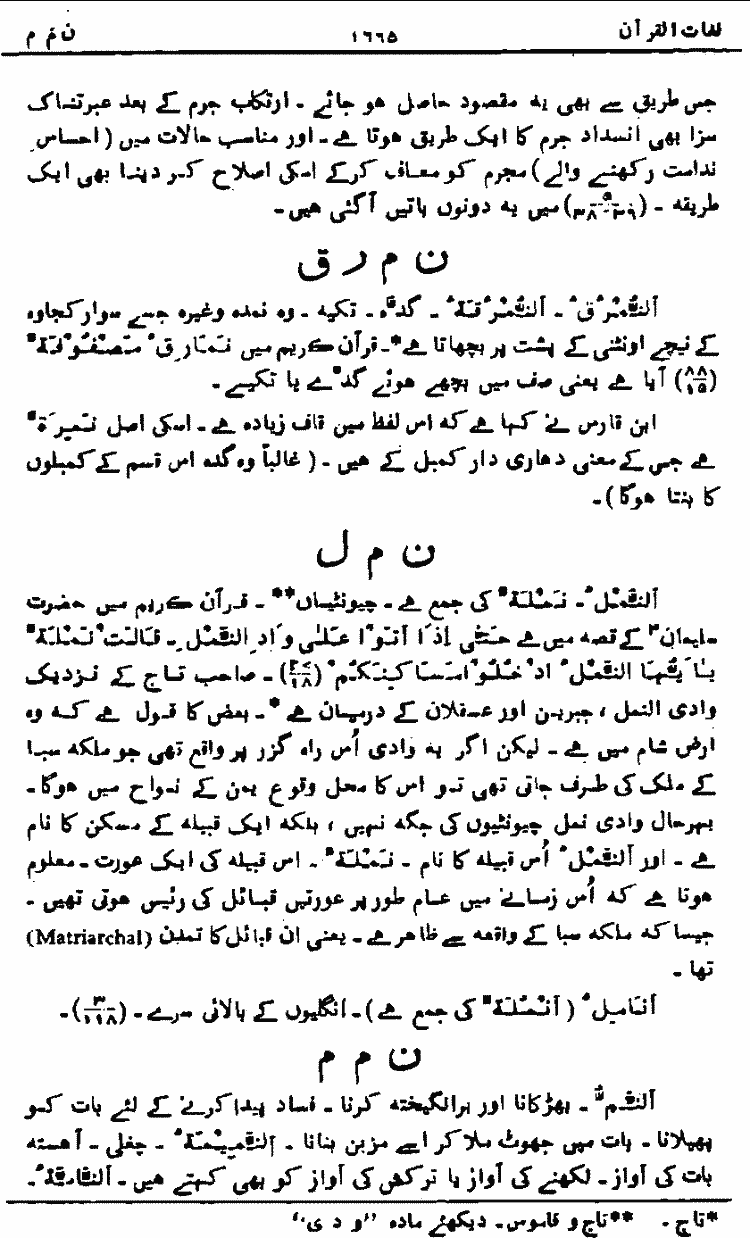 لغات القرآن ۱۶۶۵ ن م م
جس طریق سے بھی یہ مقصود حاصل ہو جائے ۔ ارتکاب جرم کے بعد عبرتناک
سزا بھی انسداد جرم کا ایک طریق ہوتا ہے ۔ اور مناسب حالات میں ( احساس
ندامت رکھنے والے ) مجرم کو معاف کرکے اسکی اصلاح کر دینا بھی ایک
طریقہ ۔ میں یہ دونوں باتیں آگئی ہیں ۔
ن م ر ق
اَلنُّمْرُقُ ۔ اَلنُّمْرُقَةُ ۔ گدّہ ۔ تکیہ ۔ وہ نمدہ وغیرہ جسے سوار کجاوہ
کے نیچے اونٹنی کے پشت پر بچھاتا ہے* ۔ قرآن کریم میں نَمَارِقُ مَصْفُوْفَةٌ
(۸۸/۱۵) آیا ہے یعنی صف میں بچھے ہوئے گدّے یا تکیے ۔
ابن فارس نے کہا ہے کہ اس لفظ میں قاف زیادہ ہے ۔ اسکی اصل نَمِرَةٌ
ہے جس کے معنی دھاری دار کمبل کے ہیں ۔ ( غالباً وہ گدہ اس قسم کے کمبلوں
کا بنتا ہوگا ) ۔
ن م ل
اَلنَّمْلُ ۔ نَمْلَةٌ کی جمع ہے ۔ چیونٹیاں** ۔ قرآن کریم میں حضرت
سلیمانؑ کے قصہ میں ہے حَتّٰى اِذَا اَتَوْا عَلٰى وَادِ النَّمْلِ ۔ قَالَتْ نَمْلَةٌ
يٰاَيُّهَا النَّمْلُ ادْخُلُوْا مَسَاكِنَكُمْ (۲۷/۱۸) ۔ صاحب تاج کے نزدیک
وادی النمل ، جبرین اور عسقلان کے درمیان ہے* ۔ بعض کا قول ہے کہ وہ
ارض شام میں ہے ۔ لیکن اگر یہ وادی اُس راہ گزر پر واقع تھی جو ملکہ سبا
کے ملک کی طرف جاتی تھی تو اس کا محل وقوع یمن کے نواح میں ہوگا ۔
بہرحال وادی نمل چیونٹیوں کی جگہ نہیں ، بلکہ ایک قبیلہ کے مسکن کا نام
ہے ۔ اور اَلنَّمْلُ اُس قبیلہ کا نام ۔ نَمْلَةٌ ۔ اس قبیلہ کی ایک عورت ۔ معلوم
ہوتا ہے کہ اُس زمانے میں عام طور پر عورتیں قبائل کی رئیس ہوتی تھیں ۔
جیسا کہ ملکہ سبا کے واقعہ سے ظاہر ہے ۔ یعنی ان قبائل کا تمدن (Matriarchal)
تھا ۔
اَنَامِلُ ( اَنْمُلَةٌ کی جمع ہے ) ۔ انگلیوں کے بالائی سرے ۔ (۳/۱۱۸) ۔
ن م م
اَلنَّمُّ ۔ بھڑکانا اور برانگیختہ کرنا ۔ فساد پیدا کرنے کے لئے بات کو
پھیلانا ۔ بات میں جھوٹ ملا کر اسے مزین بنانا ۔ اَلنَّمِيْمَةُ ۔ چغلی ۔ آہستہ
بات کی آواز ۔ لکھنے کی آواز یا ترکش کی آواز کو بھی کہتے ہیں ۔ اَلنَّامَّةُ ۔
*تاج ۔ **تاج و قاموس ۔ دیکھئے مادہ ’’و د ی‘‘